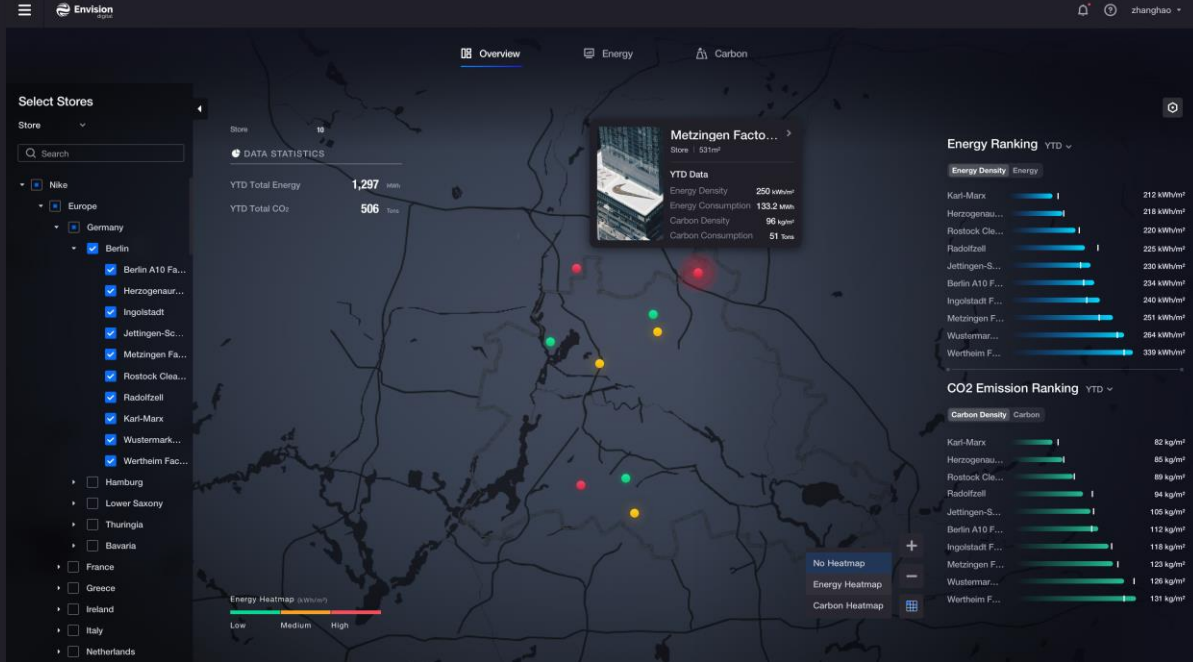 Envision
digital
zhanghao
Overview
Energy
Carbon
Select Stores
Store
Search
Nike
Europe
Germany
Berlin
Berlin A10 Fa...
Herzogenaur...
Ingolstadt
Jettingen-Sc...
Metzingen Fa...
Rostock Clea...
Radolfzell
Karl-Marx
Wustermark...
Wertheim Fac...
Hamburg
Lower Saxony
Thuringia
Bavaria
France
Greece
Ireland
Italy
Netherlands
Store 10
DATA STATISTICS
YTD Total Energy 1,297 MWh
YTD Total CO₂ 506 Tons
Metzingen Facto...
Store | 531m²
YTD Data
Energy Density 250 kWh/m²
Energy Consumption 133.2 MWh
Carbon Density 96 kg/m²
Carbon Consumption 51 Tons
Energy Heatmap (kWh/m²)
Low Medium High
No Heatmap
Energy Heatmap
Carbon Heatmap
Energy Ranking YTD
Energy Density Energy
Karl-Marx 212 kWh/m²
Herzogenau... 218 kWh/m²
Rostock Cle... 220 kWh/m²
Radolfzell 225 kWh/m²
Jettingen-S... 230 kWh/m²
Berlin A10 F... 234 kWh/m²
Ingolstadt F... 240 kWh/m²
Metzingen F... 251 kWh/m²
Wustermar... 264 kWh/m²
Wertheim F... 339 kWh/m²
CO2 Emission Ranking YTD
Carbon Density Carbon
Karl-Marx 82 kg/m²
Herzogenau... 85 kg/m²
Rostock Cle... 89 kg/m²
Radolfzell 94 kg/m²
Jettingen-S... 105 kg/m²
Berlin A10 F... 112 kg/m²
Ingolstadt F... 118 kg/m²
Metzingen F... 123 kg/m²
Wustermar... 126 kg/m²
Wertheim F... 131 kg/m²